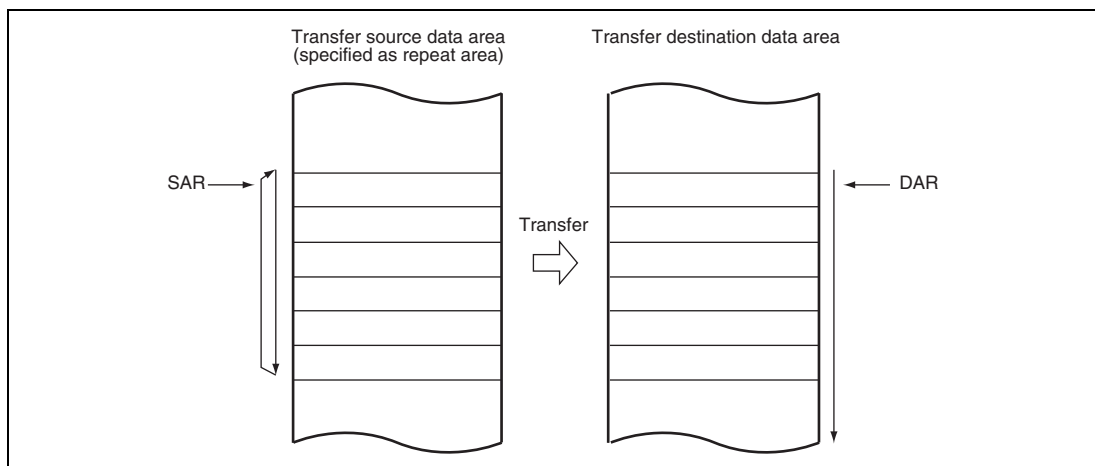 Transfer source data area
(specified as repeat area)
Transfer destination data area
SAR
Transfer
DAR